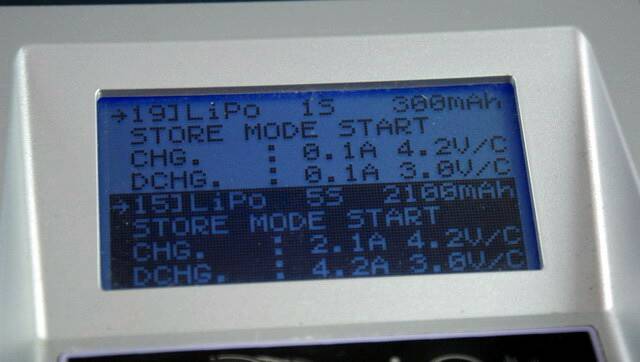 →19]LiPo 1S 300mAh
STORE MODE START
CHG. : 0.1A 4.2V/C
DCHG. : 0.1A 3.0V/C
→15]LiPo 5S 2100mAh
STORE MODE START
CHG. : 2.1A 4.2V/C
DCHG. : 4.2A 3.0V/C